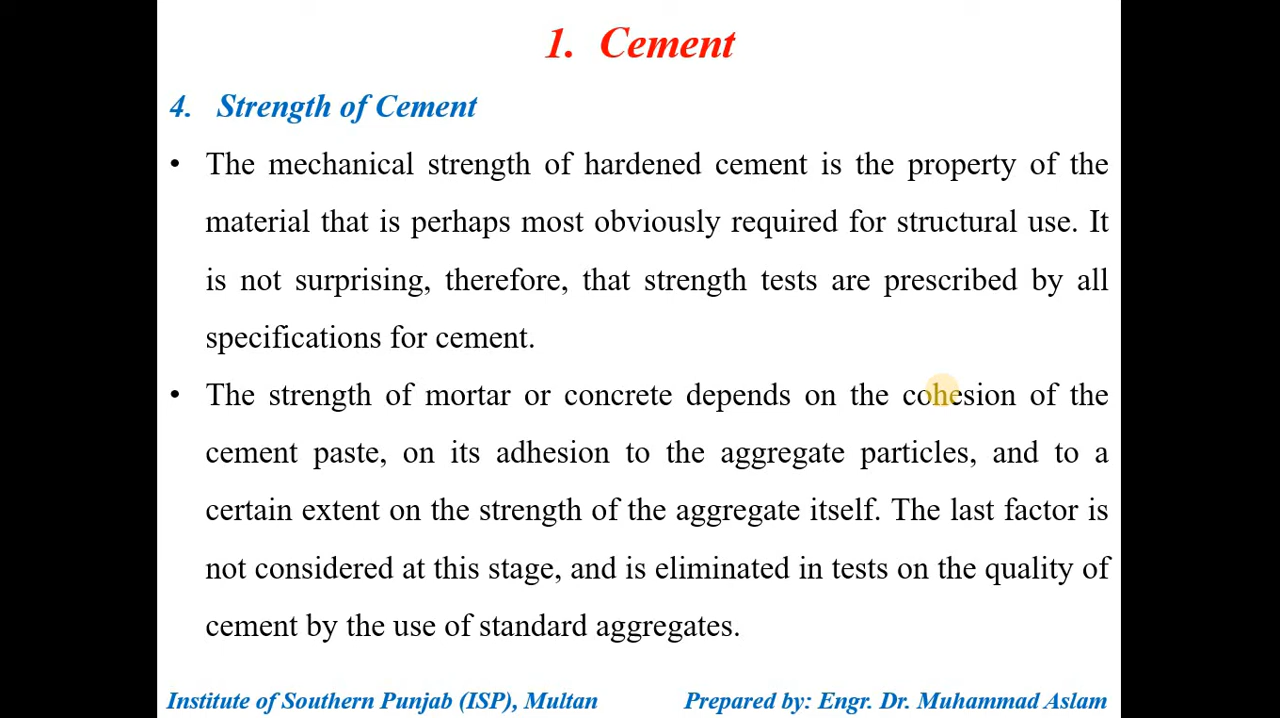 1. Cement
4. Strength of Cement
• The mechanical strength of hardened cement is the property of the
material that is perhaps most obviously required for structural use. It
is not surprising, therefore, that strength tests are prescribed by all
specifications for cement.
• The strength of mortar or concrete depends on the cohesion of the
cement paste, on its adhesion to the aggregate particles, and to a
certain extent on the strength of the aggregate itself. The last factor is
not considered at this stage, and is eliminated in tests on the quality of
cement by the use of standard aggregates.
Institute of Southern Punjab (ISP), Multan Prepared by: Engr. Dr. Muhammad Aslam